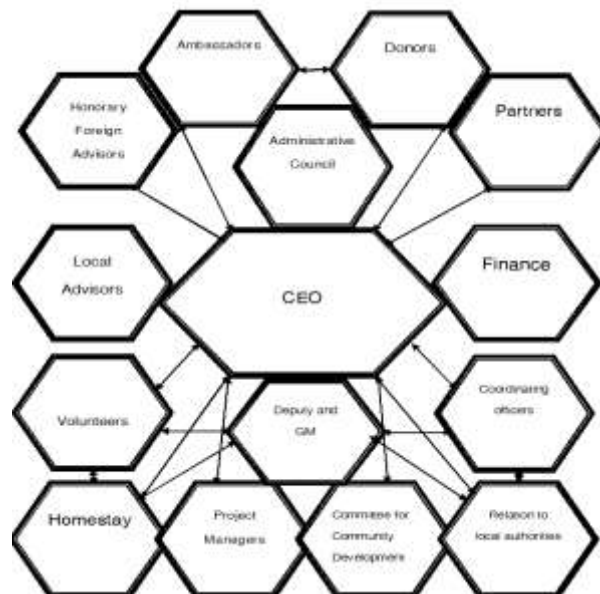 Ambassadors
Donors
Honorary
Foreign
Advisors
Administrative
Council
Partners
Local
Advisors
CEO
Finance
Volunteers
Deputy and
GM
Coordinating
officers
Homestay
Project
Managers
Committee for
Community
Development
Relation to
local authorities